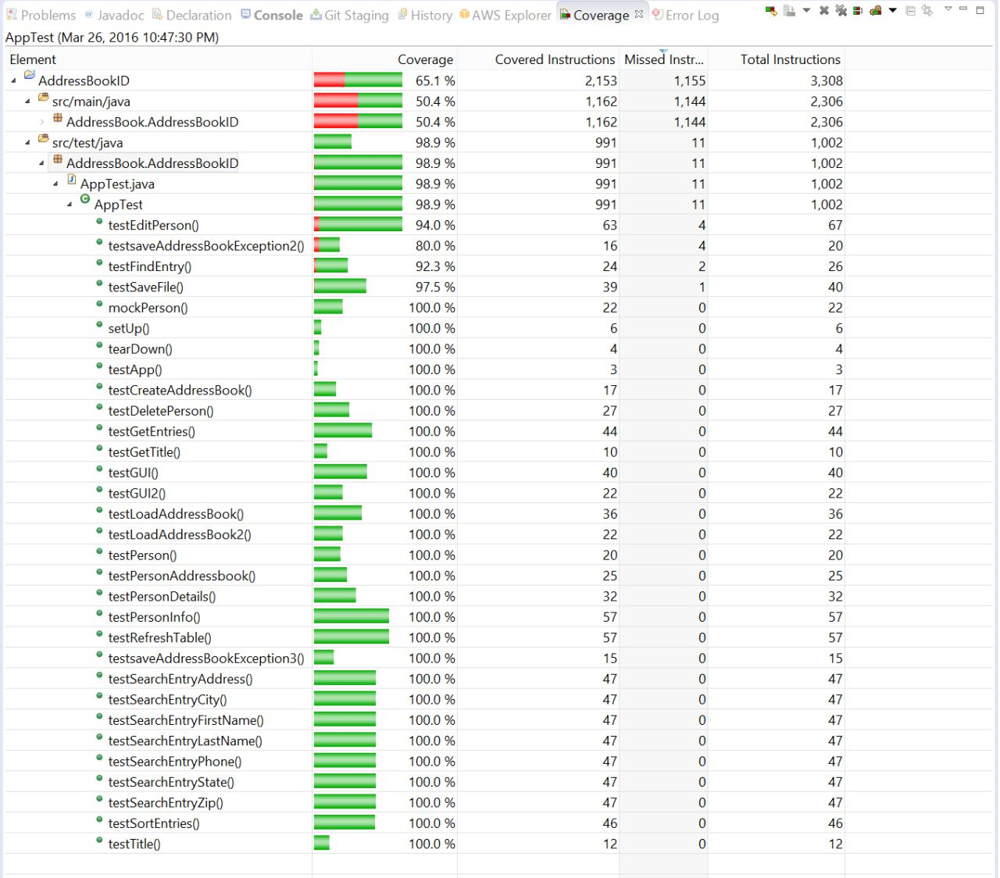 Problems @ Javadoc Declaration Console Git Staging History AWS Explorer Coverage Error Log
AppTest (Mar 26, 2016 10:47:30 PM)
Element Coverage Covered Instructions Missed Instr... Total Instructions
AddressBookID 65.1 % 2,153 1,155 3,308
src/main/java 50.4 % 1,162 1,144 2,306
AddressBook.AddressBookID 50.4 % 1,162 1,144 2,306
src/test/java 98.9 % 991 11 1,002
AddressBook.AddressBookID 98.9 % 991 11 1,002
AppTest.java 98.9 % 991 11 1,002
AppTest 98.9 % 991 11 1,002
testEditPerson() 94.0 % 63 4 67
testsaveAddressBookException2() 80.0 % 16 4 20
testFindEntry() 92.3 % 24 2 26
testSaveFile() 97.5 % 39 1 40
mockPerson() 100.0 % 22 0 22
setUp() 100.0 % 6 0 6
tearDown() 100.0 % 4 0 4
testApp() 100.0 % 3 0 3
testCreateAddressBook() 100.0 % 17 0 17
testDeletePerson() 100.0 % 27 0 27
testGetEntries() 100.0 % 44 0 44
testGetTitle() 100.0 % 10 0 10
testGUI() 100.0 % 40 0 40
testGUI2() 100.0 % 22 0 22
testLoadAddressBook() 100.0 % 36 0 36
testLoadAddressBook2() 100.0 % 22 0 22
testPerson() 100.0 % 20 0 20
testPersonAddressbook() 100.0 % 25 0 25
testPersonDetails() 100.0 % 32 0 32
testPersonInfo() 100.0 % 57 0 57
testRefreshTable() 100.0 % 57 0 57
testsaveAddressBookException3() 100.0 % 15 0 15
testSearchEntryAddress() 100.0 % 47 0 47
testSearchEntryCity() 100.0 % 47 0 47
testSearchEntryFirstName() 100.0 % 47 0 47
testSearchEntryLastName() 100.0 % 47 0 47
testSearchEntryPhone() 100.0 % 47 0 47
testSearchEntryState() 100.0 % 47 0 47
testSearchEntryZip() 100.0 % 47 0 47
testSortEntries() 100.0 % 46 0 46
testTitle() 100.0 % 12 0 12